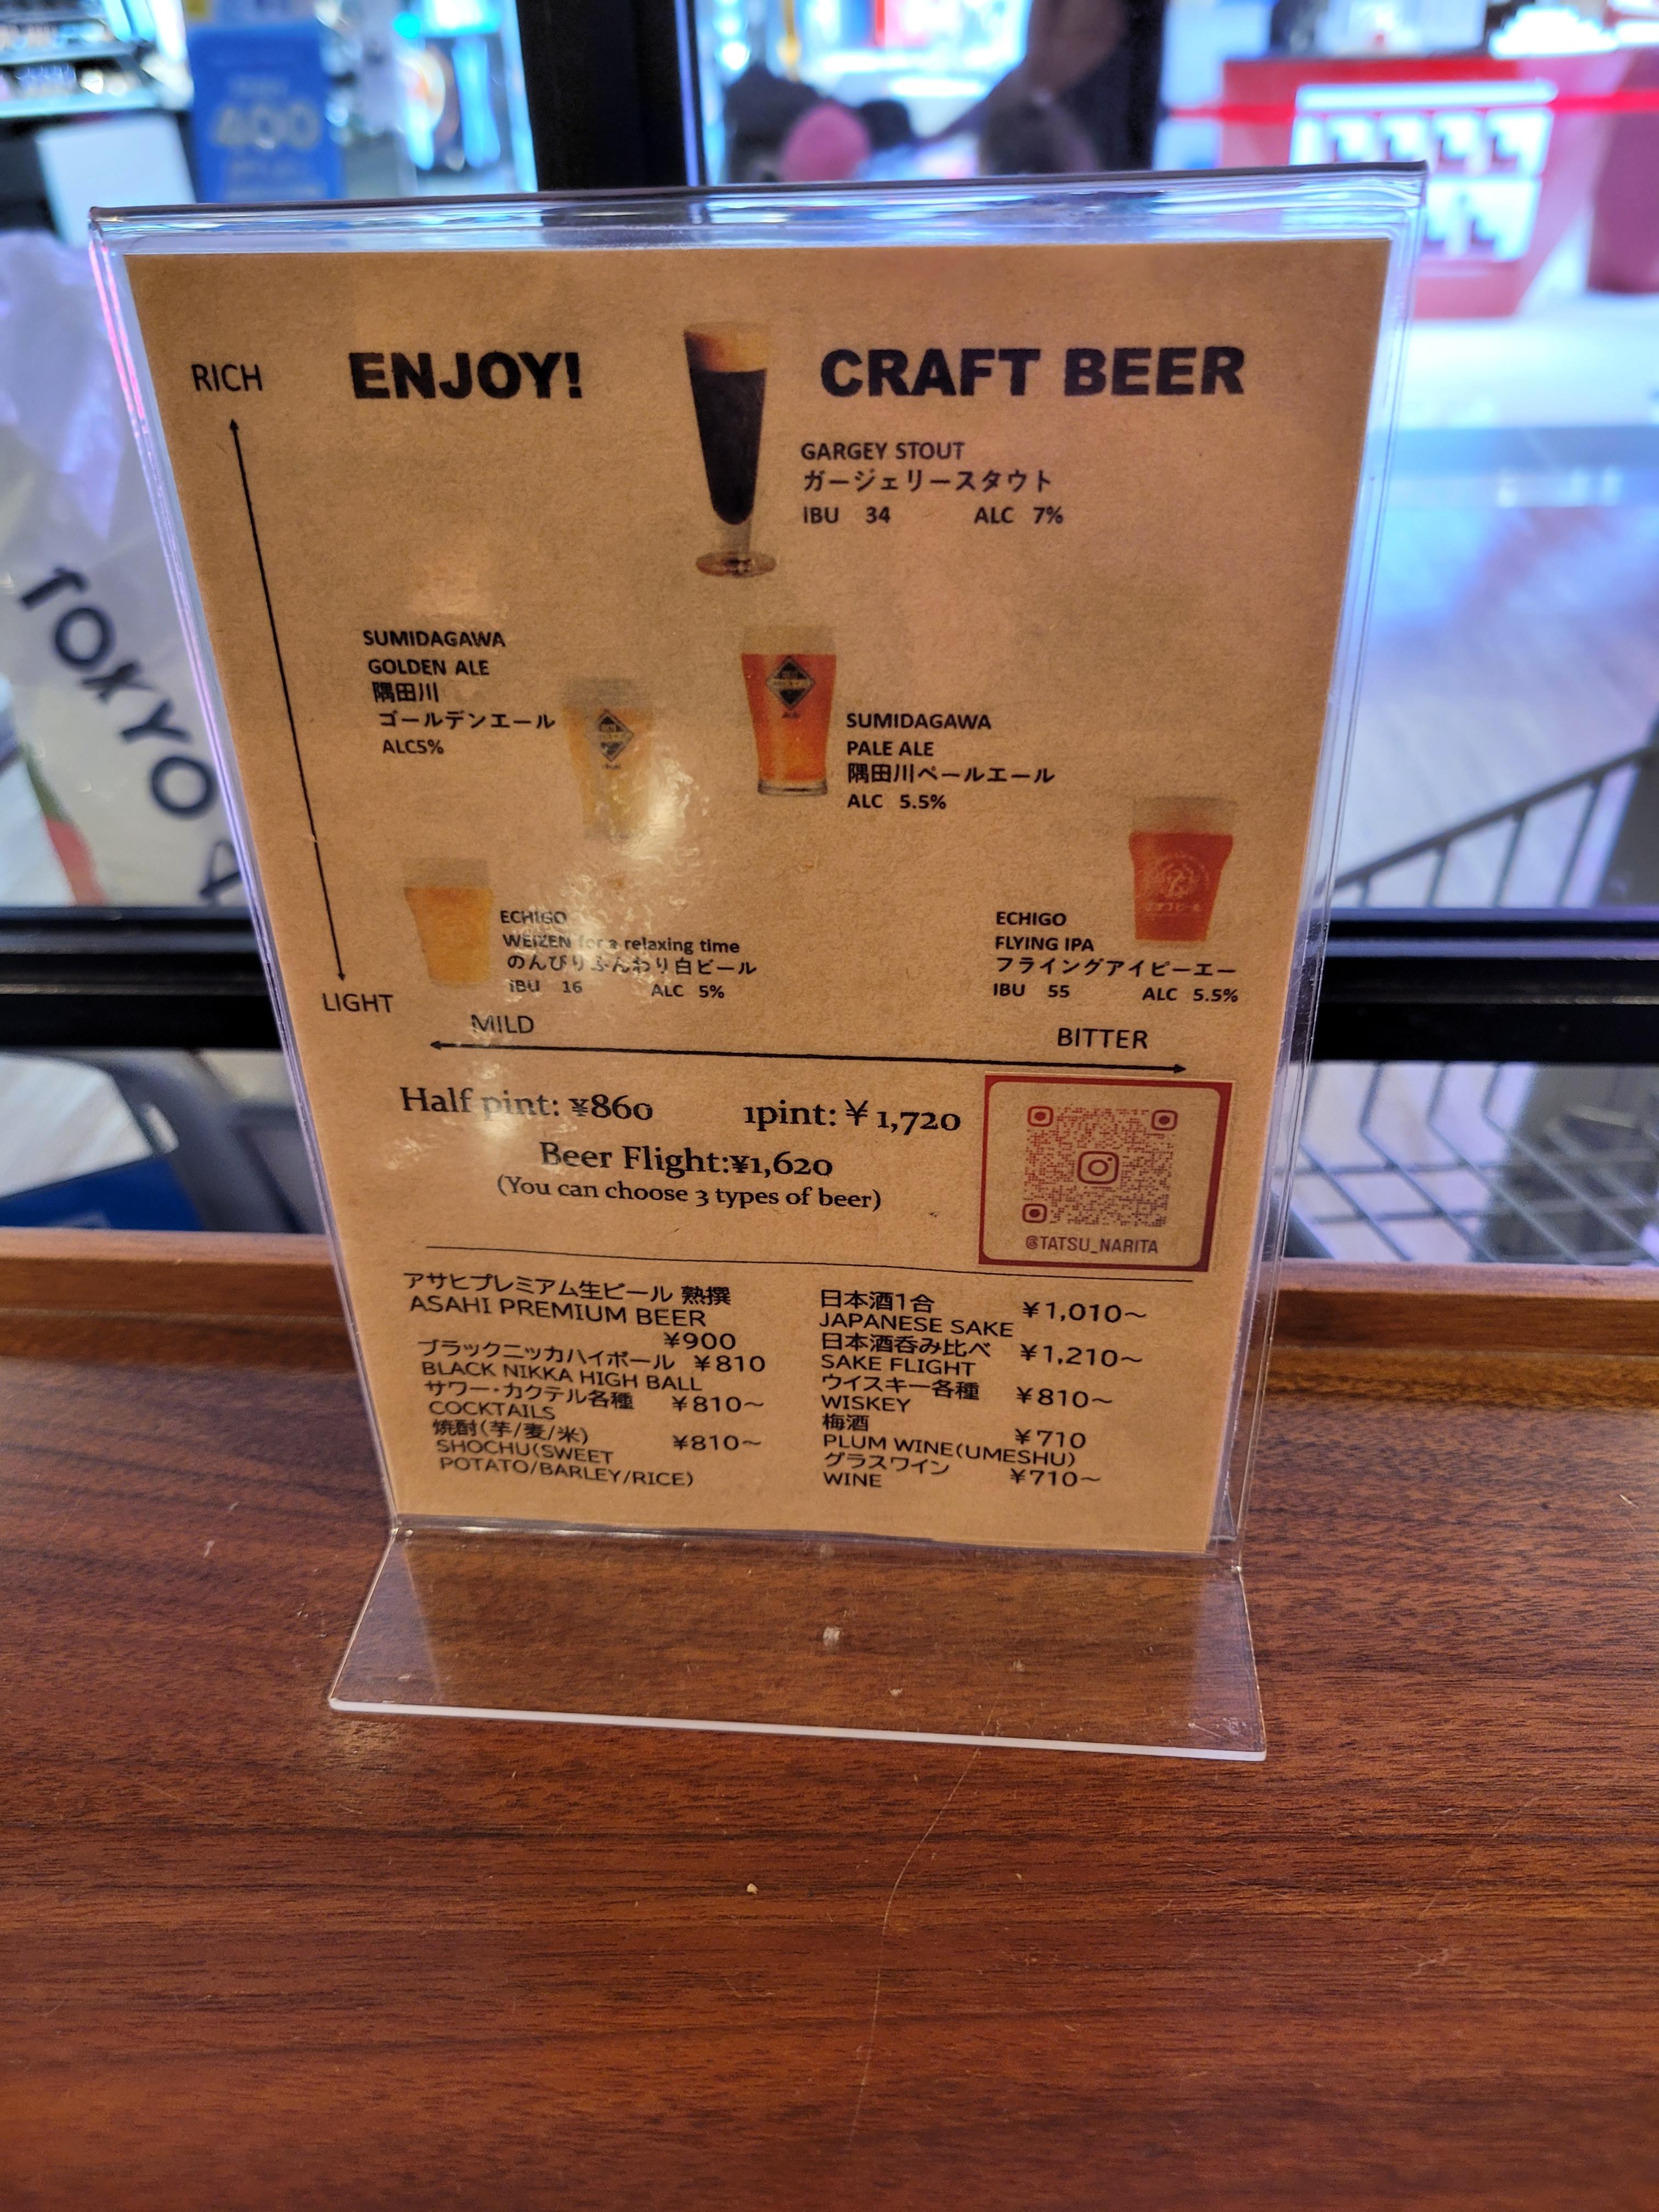 400
TOKYO
RICH
ENJOY!
CRAFT BEER
GARGEY STOUT
ガージェリースタウト
IBU 34 ALC 7%
SUMIDAGAWA
GOLDEN ALE
隅田川
ゴールデンエール
ALC5%
SUMIDAGAWA
PALE ALE
隅田川ペールエール
ALC 5.5%
ECHIGO
WEIZEN for a relaxing time
のんびりふんわり白ビール
IBU 16 ALC 5%
ECHIGO
FLYING IPA
フライングアイピーエー
IBU 55 ALC 5.5%
LIGHT
MILD
BITTER
Half pint: ¥860 1pint: ¥1,720
Beer Flight:¥1,620
(You can choose 3 types of beer)
@TATSU_NARITA
アサヒプレミアム生ビール 熟撰
ASAHI PREMIUM BEER
¥900
ブラックニッカハイボール ¥810
BLACK NIKKA HIGH BALL
サワー・カクテル各種 ¥810~
COCKTAILS
焼酎(芋/麦/米) ¥810~
SHOCHU(SWEET
POTATO/BARLEY/RICE)
日本酒1合 ¥1,010~
JAPANESE SAKE
日本酒呑み比べ ¥1,210~
SAKE FLIGHT
ウイスキー各種 ¥810~
WISKEY
梅酒 ¥710
PLUM WINE(UMESHU)
グラスワイン ¥710~
WINE